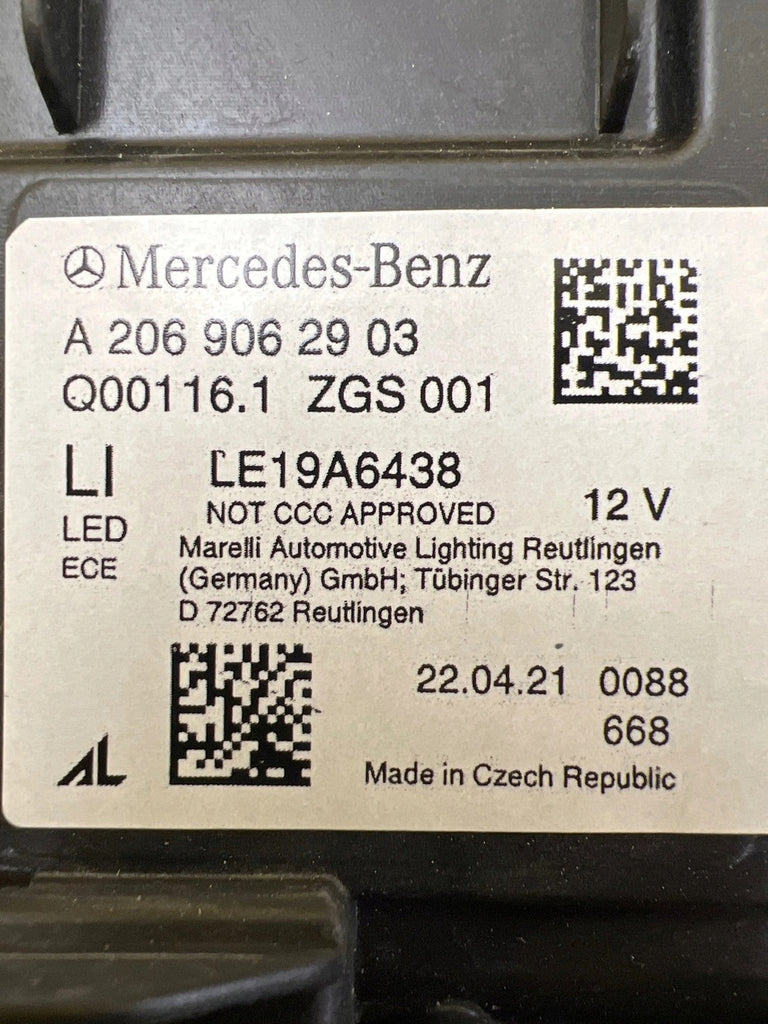 Mercedes-Benz
A 206 906 29 03
Q00116.1 ZGS 001
LI LE19A6438
NOT CCC APPROVED 12 V
LED
ECE
Marelli Automotive Lighting Reutlingen
(Germany) GmbH; Tübinger Str. 123
D 72762 Reutlingen
22.04.21 0088
668
AL
Made in Czech Republic